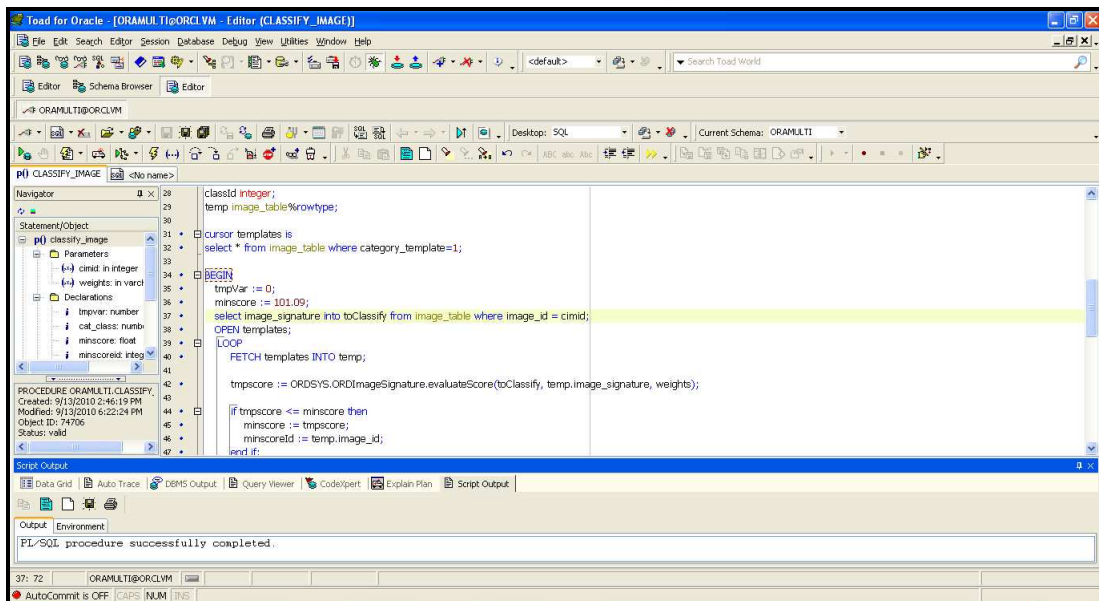 Toad for Oracle - [ORAMULTI@ORCLVM - Editor (CLASSIFY_IMAGE)]
File Edit Search Editor Session Database Debug View Utilities Window Help
<default> Search Toad World
Editor Schema Browser Editor
ORAMULTI@ORCLVM
SQL Desktop: SQL Current Schema: ORAMULTI
ABC abc Abc
p() CLASSIFY_IMAGE SQL <No name>
Navigator
Statement/Object
p() classify_image
Parameters
cimid: in integer
weights: in varch
Declarations
tmpvar: number
cat_class: numb
minscore: float
minscoreid: integ
PROCEDURE ORAMULTI.CLASSIFY_
Created: 9/13/2010 2:46:19 PM
Modified: 9/13/2010 6:22:24 PM
Object ID: 74706
Status: valid
28 classId integer;
29 temp image_table%rowtype;
30
31 cursor templates is
32 select * from image_table where category_template=1;
33
34 BEGIN
35 tmpVar := 0;
36 minscore := 101.09;
37 select image_signature into toClassify from image_table where image_id = cimid;
38 OPEN templates;
39 LOOP
40 FETCH templates INTO temp;
41
42 tmpscore := ORDSYS.ORDImageSignature.evaluateScore(toClassify, temp.image_signature, weights);
43
44 if tmpscore <= minscore then
45 minscore := tmpscore;
46 minscoreId := temp.image_id;
47 end if;
Script Output
Data Grid Auto Trace DBMS Output Query Viewer CodeXpert Explain Plan Script Output
Output Environment
PL/SQL procedure successfully completed.
37: 72 ORAMULTI@ORCLVM
AutoCommit is OFF CAPS NUM INS